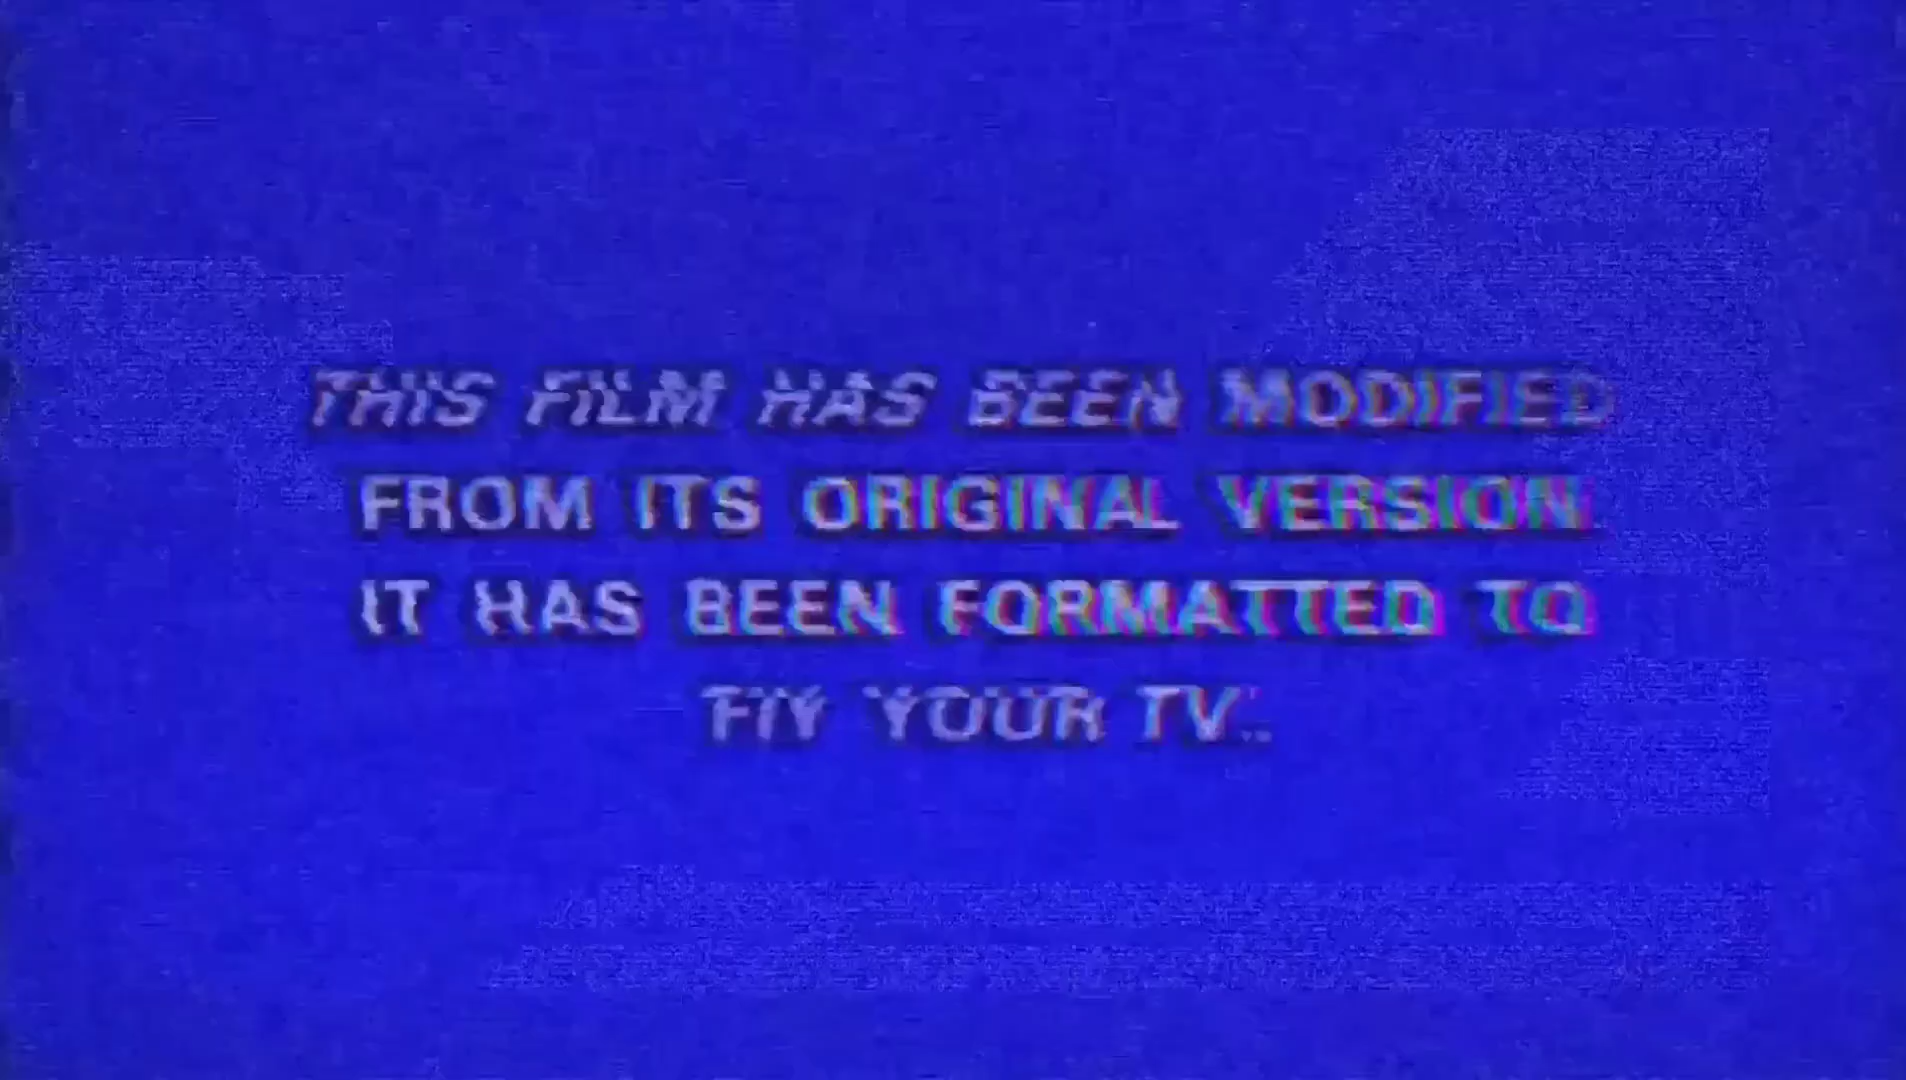 THIS FILM HAS BEEN MODIFIED
FROM ITS ORIGINAL VERSION
IT HAS BEEN FORMATTED TO
FIY YOUR TV..